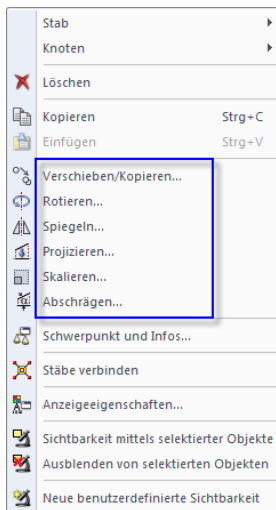 Stab
Knoten
Löschen
Kopieren Strg+C
Einfügen Strg+V
Verschieben/Kopieren...
Rotieren...
Spiegeln...
Projizieren...
Skalieren...
Abschrägen...
Schwerpunkt und Infos...
Stäbe verbinden
Anzeigeeigenschaften...
Sichtbarkeit mittels selektierter Objekte
Ausblenden von selektierten Objekten
Neue benutzerdefinierte Sichtbarkeit